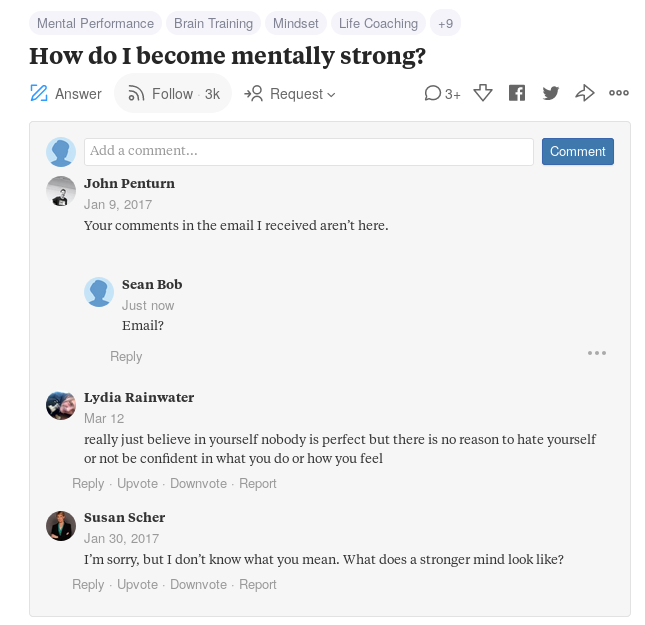 Mental Performance Brain Training Mindset Life Coaching +9
How do I become mentally strong?
Answer Follow · 3k Request 3+
Add a comment... Comment
John Penturn
Jan 9, 2017
Your comments in the email I received aren't here.
Sean Bob
Just now
Email?
Reply
Lydia Rainwater
Mar 12
really just believe in yourself nobody is perfect but there is no reason to hate yourself
or not be confident in what you do or how you feel
Reply · Upvote · Downvote · Report
Susan Scher
Jan 30, 2017
I'm sorry, but I don't know what you mean. What does a stronger mind look like?
Reply · Upvote · Downvote · Report